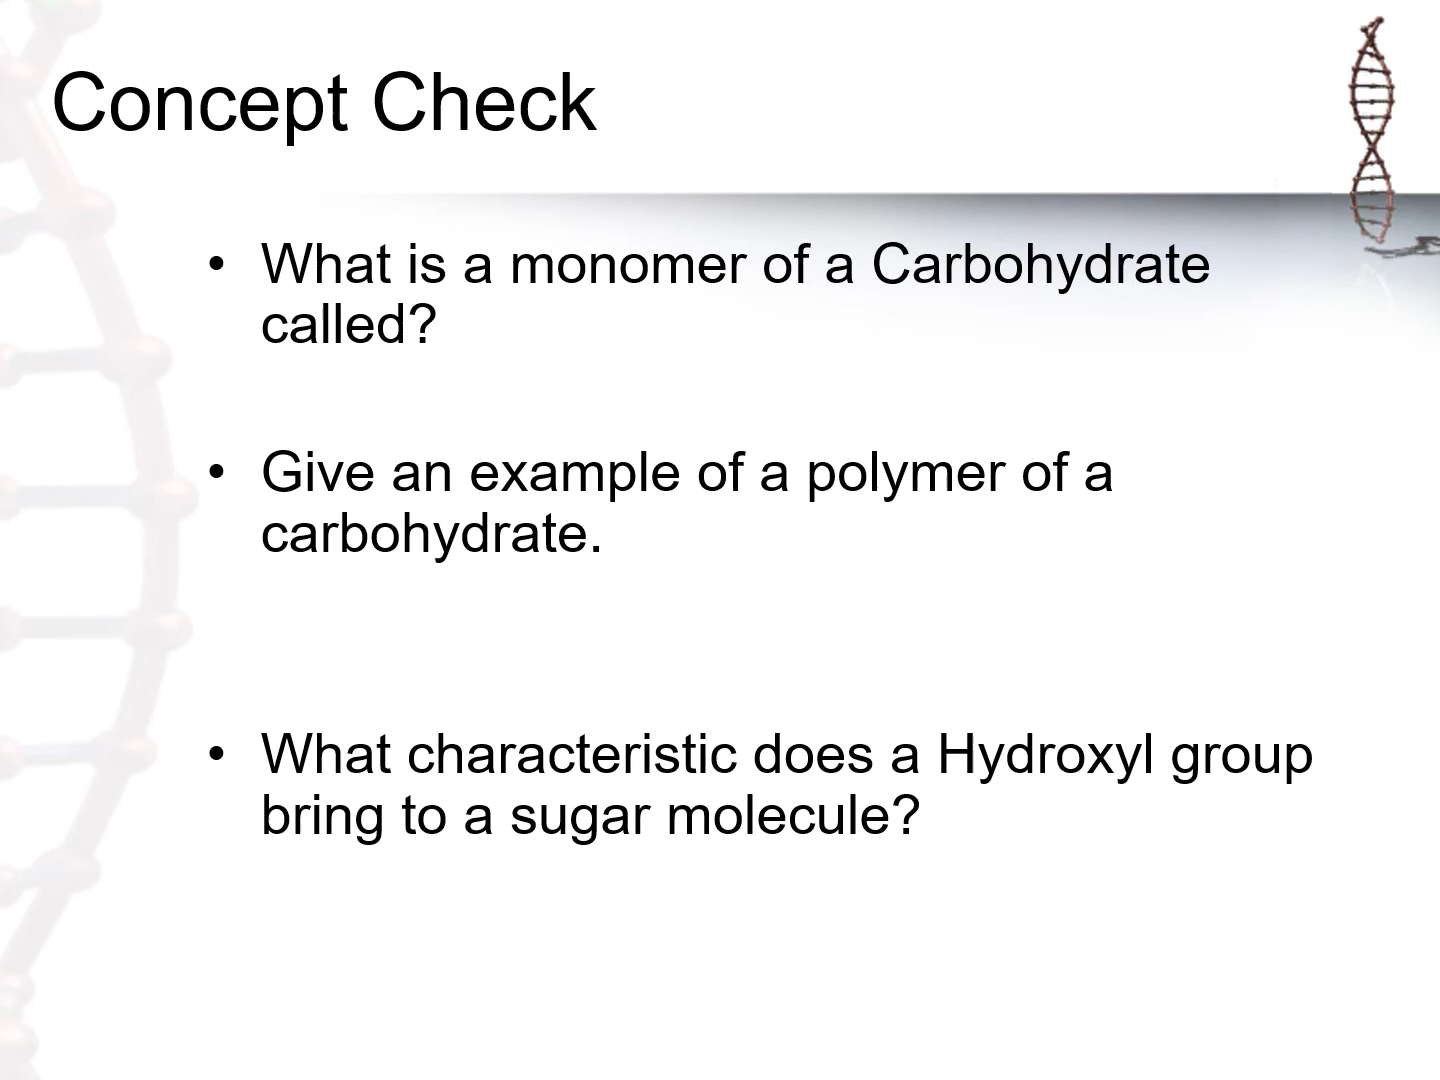 Concept Check
• What is a monomer of a Carbohydrate
called?
• Give an example of a polymer of a
carbohydrate.
• What characteristic does a Hydroxyl group
bring to a sugar molecule?